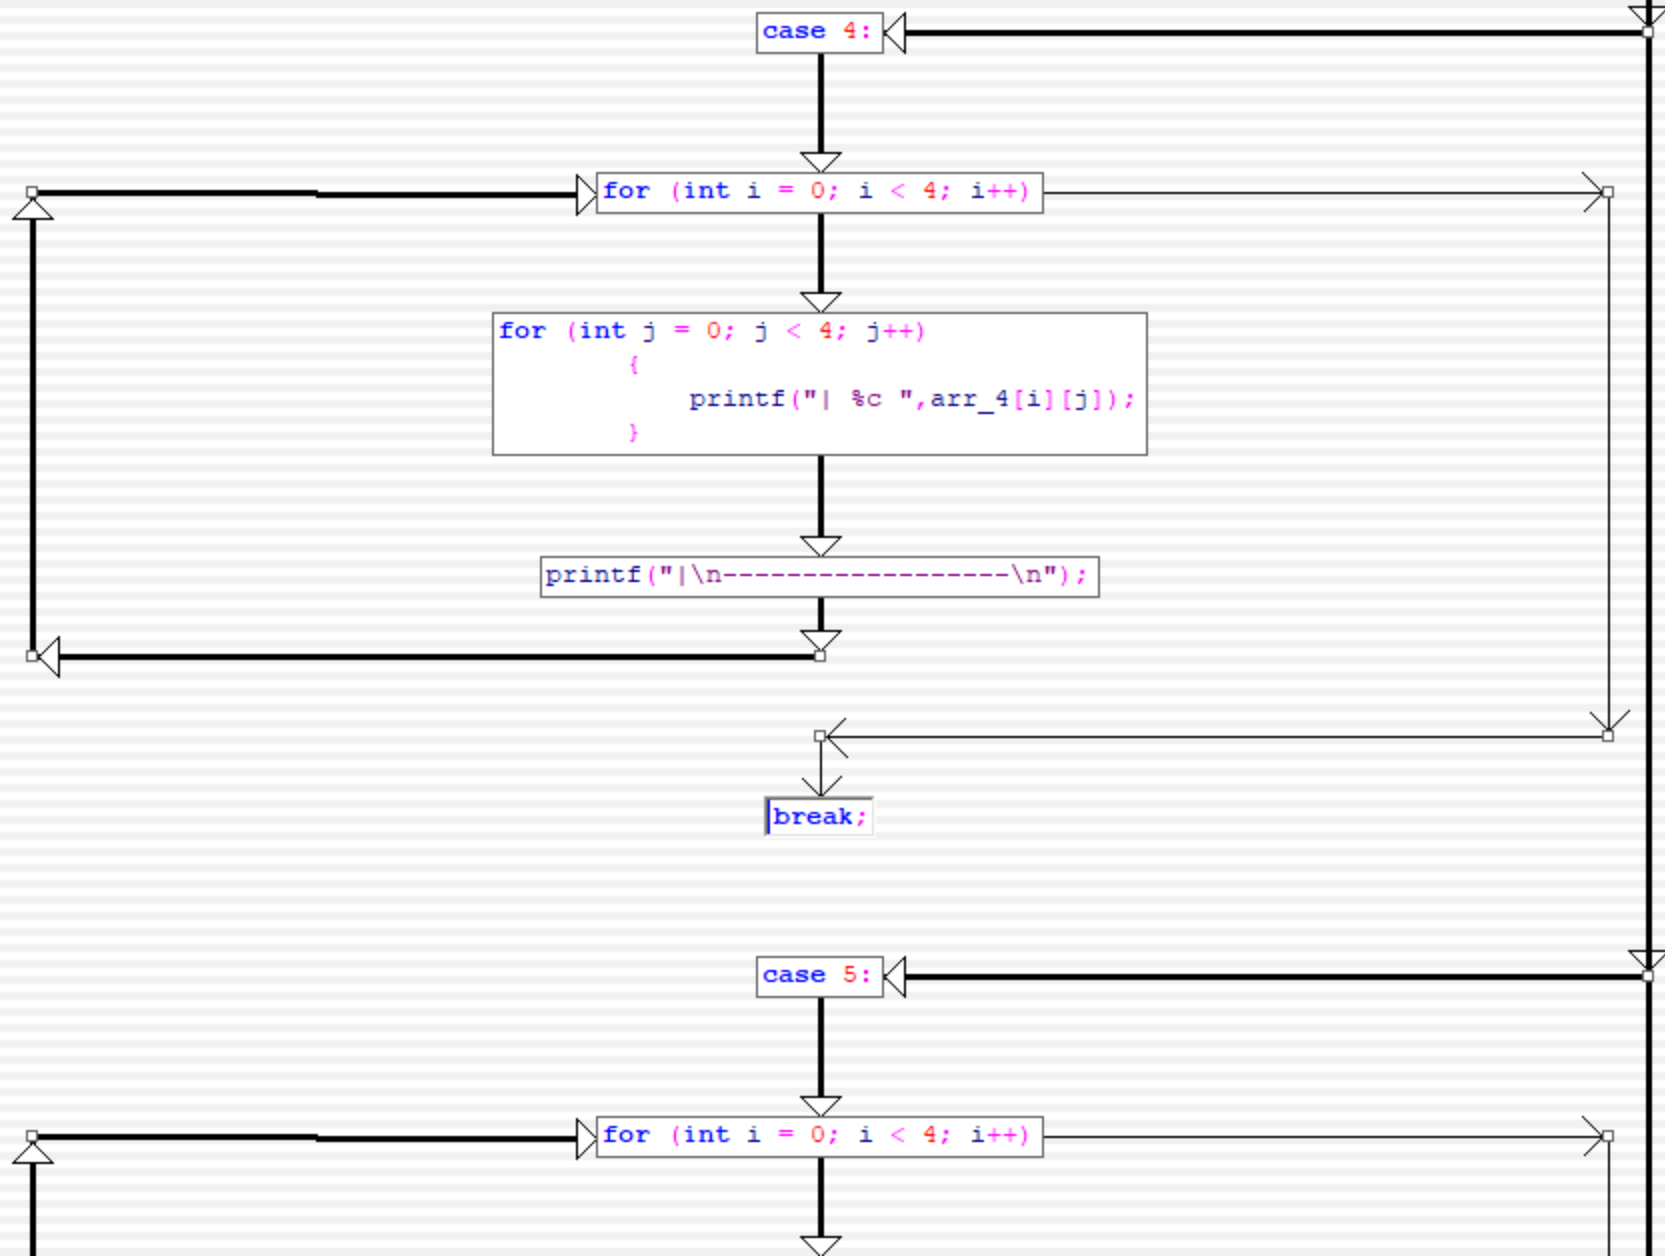 case 4:
for (int i = 0; i < 4; i++)
for (int j = 0; j < 4; j++)
{
printf("| %c ",arr_4[i][j]);
}
printf("|\n------------------\n");
break;
case 5:
for (int i = 0; i < 4; i++)